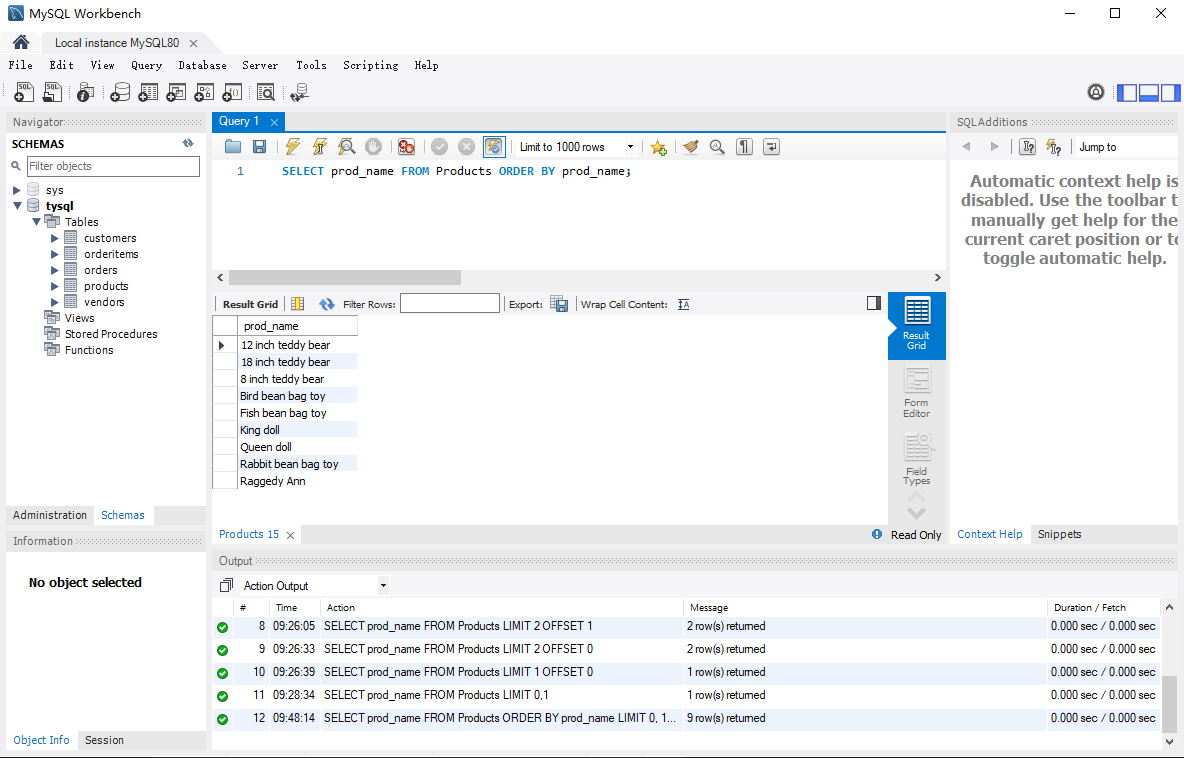 MySQL Workbench
Local instance MySQL80
File Edit View Query Database Server Tools Scripting Help
Navigator
SCHEMAS
Filter objects
sys
tysql
Tables
customers
orderitems
orders
products
vendors
Views
Stored Procedures
Functions
Administration Schemas
Information
No object selected
Object Info Session
Query 1
Limit to 1000 rows
1 SELECT prod_name FROM Products ORDER BY prod_name;
Result Grid Filter Rows: Export: Wrap Cell Content:
prod_name
12 inch teddy bear
18 inch teddy bear
8 inch teddy bear
Bird bean bag toy
Fish bean bag toy
King doll
Queen doll
Rabbit bean bag toy
Raggedy Ann
Result
Grid
Form
Editor
Field
Types
Products 15
Read Only
SQLAdditions
Jump to
Automatic context help is
disabled. Use the toolbar t
manually get help for the
current caret position or to
toggle automatic help.
Context Help Snippets
Output
Action Output
# Time Action Message Duration / Fetch
8 09:26:05 SELECT prod_name FROM Products LIMIT 2 OFFSET 1 2 row(s) returned 0.000 sec / 0.000 sec
9 09:26:33 SELECT prod_name FROM Products LIMIT 2 OFFSET 0 2 row(s) returned 0.000 sec / 0.000 sec
10 09:26:39 SELECT prod_name FROM Products LIMIT 1 OFFSET 0 1 row(s) returned 0.000 sec / 0.000 sec
11 09:28:34 SELECT prod_name FROM Products LIMIT 0,1 1 row(s) returned 0.000 sec / 0.000 sec
12 09:48:14 SELECT prod_name FROM Products ORDER BY prod_name LIMIT 0, 1... 9 row(s) returned 0.000 sec / 0.000 sec